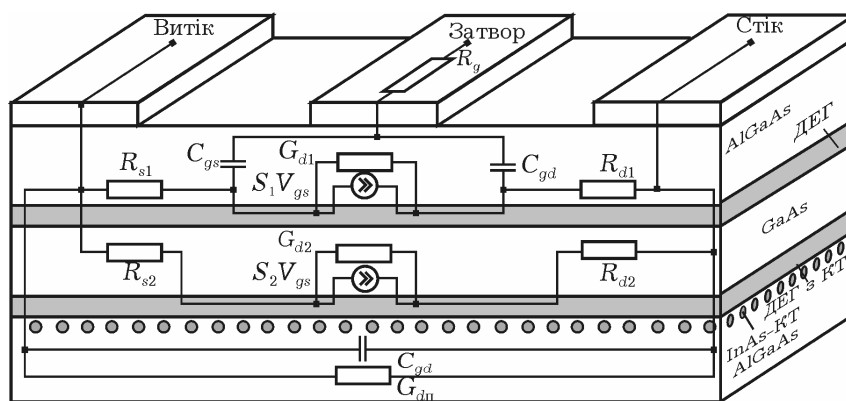 Витік
Затвор
Стік
R_g
AlGaAs
ДЕГ
C_gs
G_d1
C_gd
R_s1
R_d1
S_1V_gs
GaAs
G_d2
R_s2
S_2V_gs
R_d2
ДЕГ з КТ
InAs–КТ
AlGaAs
C_gd
G_dп